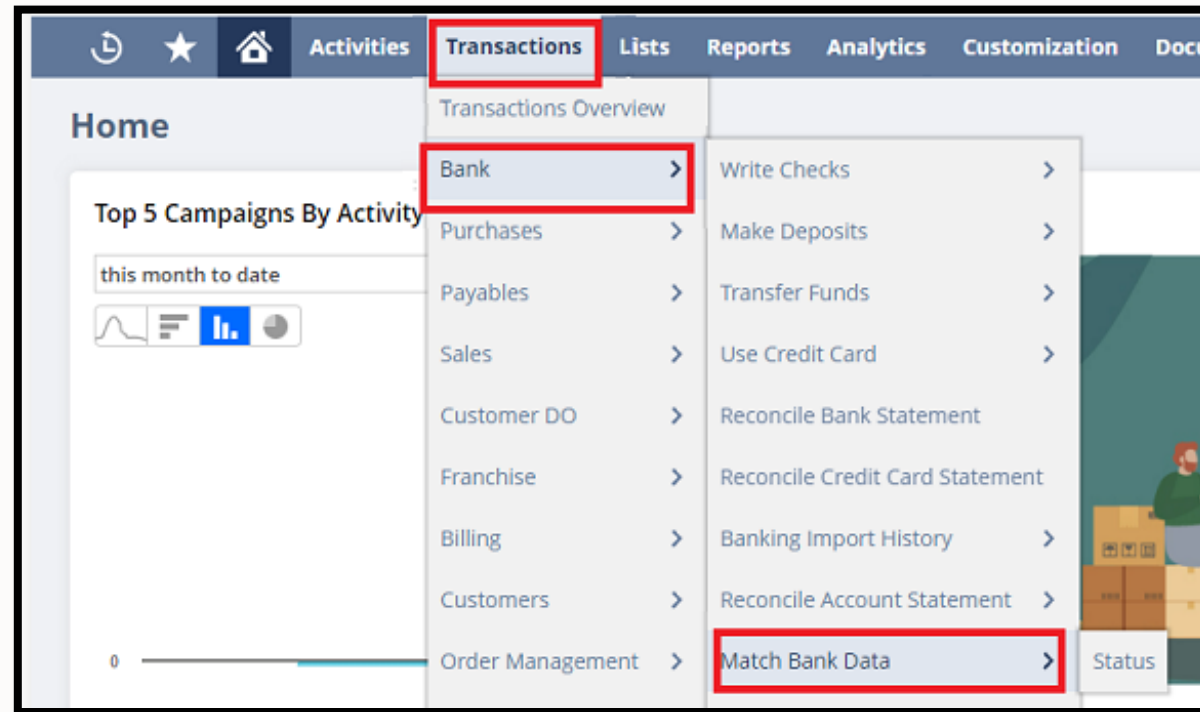 Activities Transactions Lists Reports Analytics Customization Docu
Transactions Overview
Home
Bank
Write Checks
Top 5 Campaigns By Activity
Purchases
Make Deposits
this month to date
Payables
Transfer Funds
Sales
Use Credit Card
Customer DO
Reconcile Bank Statement
Franchise
Reconcile Credit Card Statement
Billing
Banking Import History
Customers
Reconcile Account Statement
0
Order Management
Match Bank Data
Status